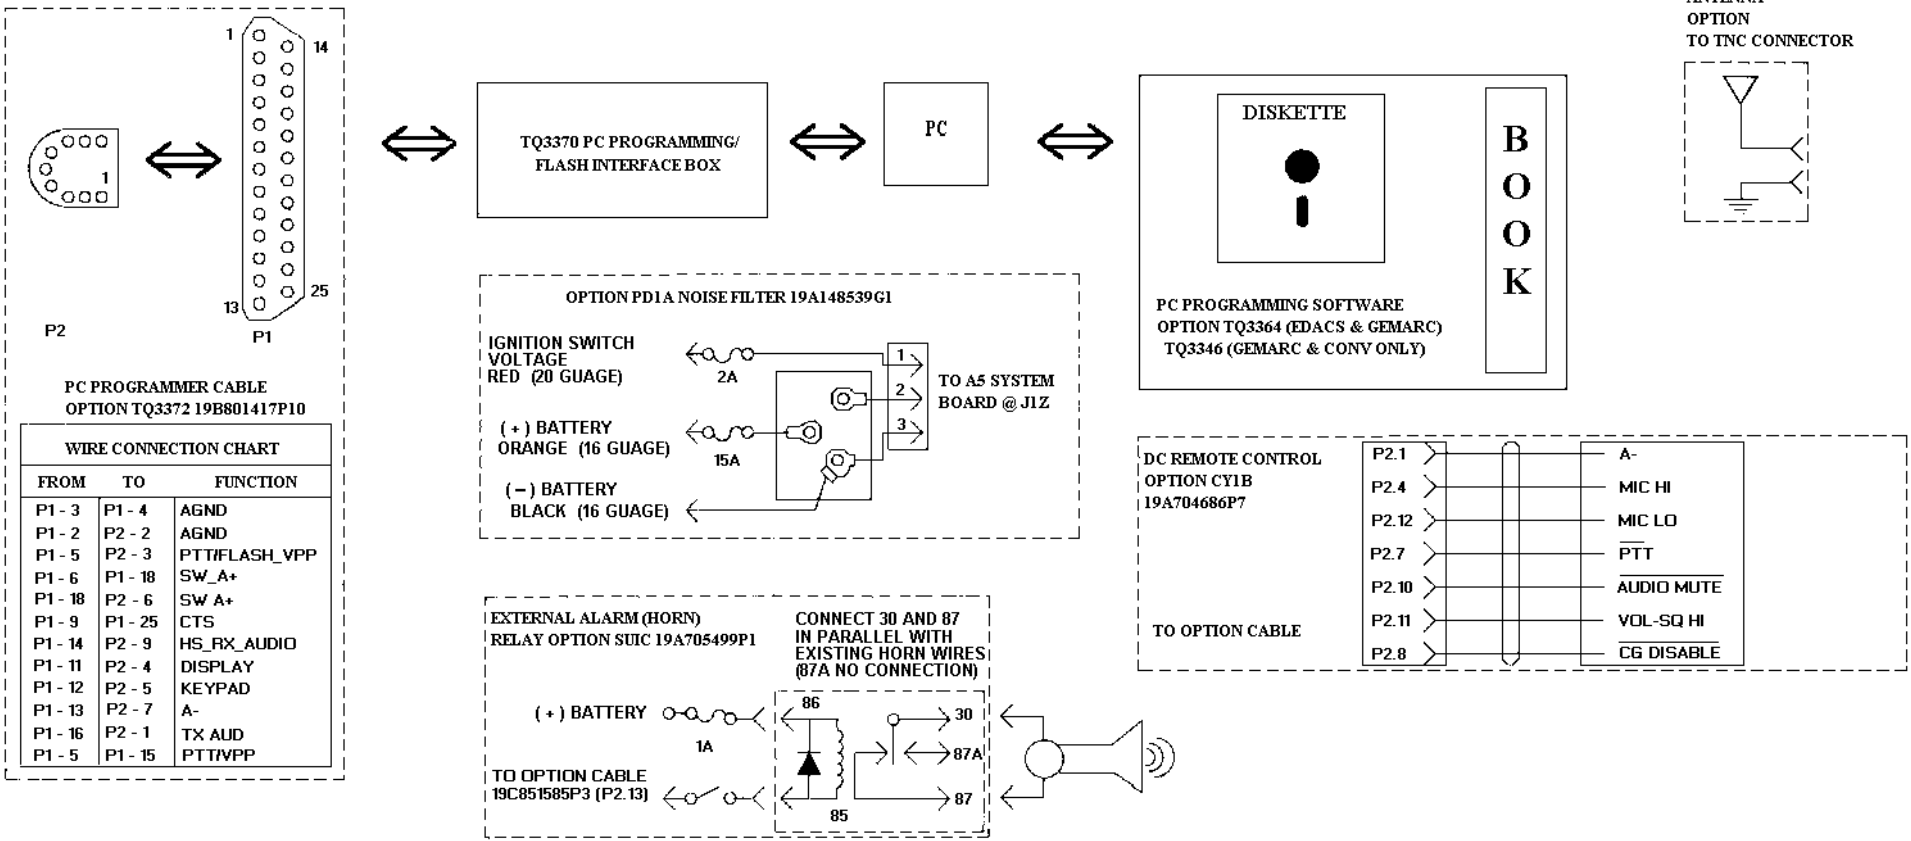 1
14
13
25
1
P2
P1
PC PROGRAMMER CABLE
OPTION TQ3372 19B801417P10
WIRE CONNECTION CHART
FROM TO FUNCTION
P1 - 3 P1 - 4 AGND
P1 - 2 P2 - 2 AGND
P1 - 5 P2 - 3 PTT/FLASH_VPP
P1 - 6 P1 - 18 SW_A+
P1 - 18 P2 - 6 SW A+
P1 - 9 P1 - 25 CTS
P1 - 14 P2 - 9 HS_RX_AUDIO
P1 - 11 P2 - 4 DISPLAY
P1 - 12 P2 - 5 KEYPAD
P1 - 13 P2 - 7 A-
P1 - 16 P2 - 1 TX AUD
P1 - 5 P1 - 15 PTT/VPP
TQ3370 PC PROGRAMMING/
FLASH INTERFACE BOX
PC
DISKETTE
BOOK
PC PROGRAMMING SOFTWARE
OPTION TQ3364 (EDACS & GEMARC)
TQ3346 (GEMARC & CONV ONLY)
ANTENNA
OPTION
TO TNC CONNECTOR
OPTION PD1A NOISE FILTER 19A148539G1
IGNITION SWITCH
VOLTAGE
RED (20 GUAGE)
2A
( + ) BATTERY
ORANGE (16 GUAGE)
15A
( – ) BATTERY
BLACK (16 GUAGE)
1
2
3
TO A5 SYSTEM
BOARD @ J1Z
EXTERNAL ALARM (HORN)
RELAY OPTION SUIC 19A705499P1
CONNECT 30 AND 87
IN PARALLEL WITH
EXISTING HORN WIRES
(87A NO CONNECTION)
( + ) BATTERY
1A
TO OPTION CABLE
19C851585P3 (P2.13)
86
85
30
87A
87
DC REMOTE CONTROL
OPTION CY1B
19A704686P7
TO OPTION CABLE
P2.1 A-
P2.4 MIC HI
P2.12 MIC LO
P2.7 PTT
P2.10 AUDIO MUTE
P2.11 VOL-SQ HI
P2.8 CG DISABLE